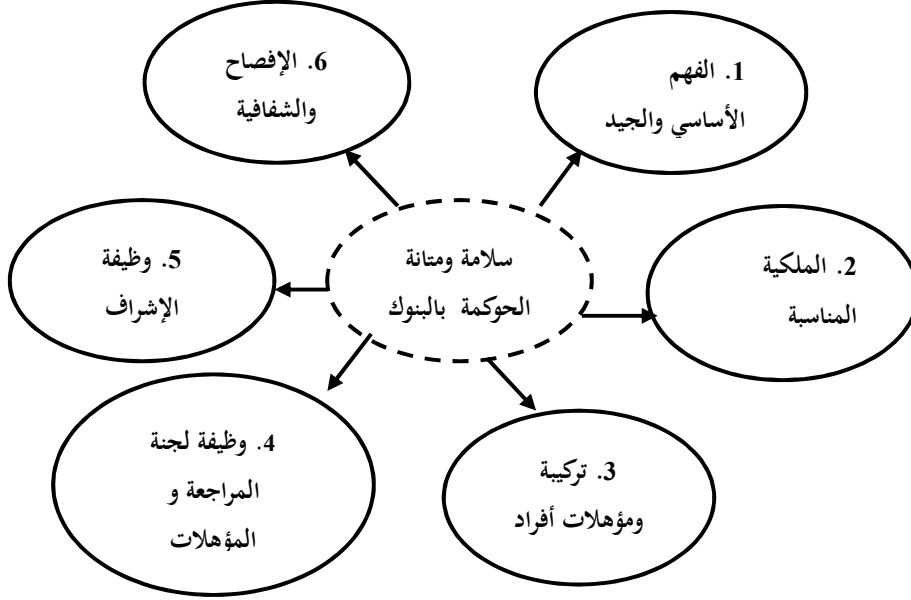 6. الإفصاح
والشفافية
1. الفهم
الأساسي والجيد
سلامة ومتانة
الحوكمة بالبنوك
5. وظيفة
الإشراف
2. الملكية
المناسبة
4. وظيفة لجنة
المراجعة و
المؤهلات
3. تركيبة
ومؤهلات أفراد